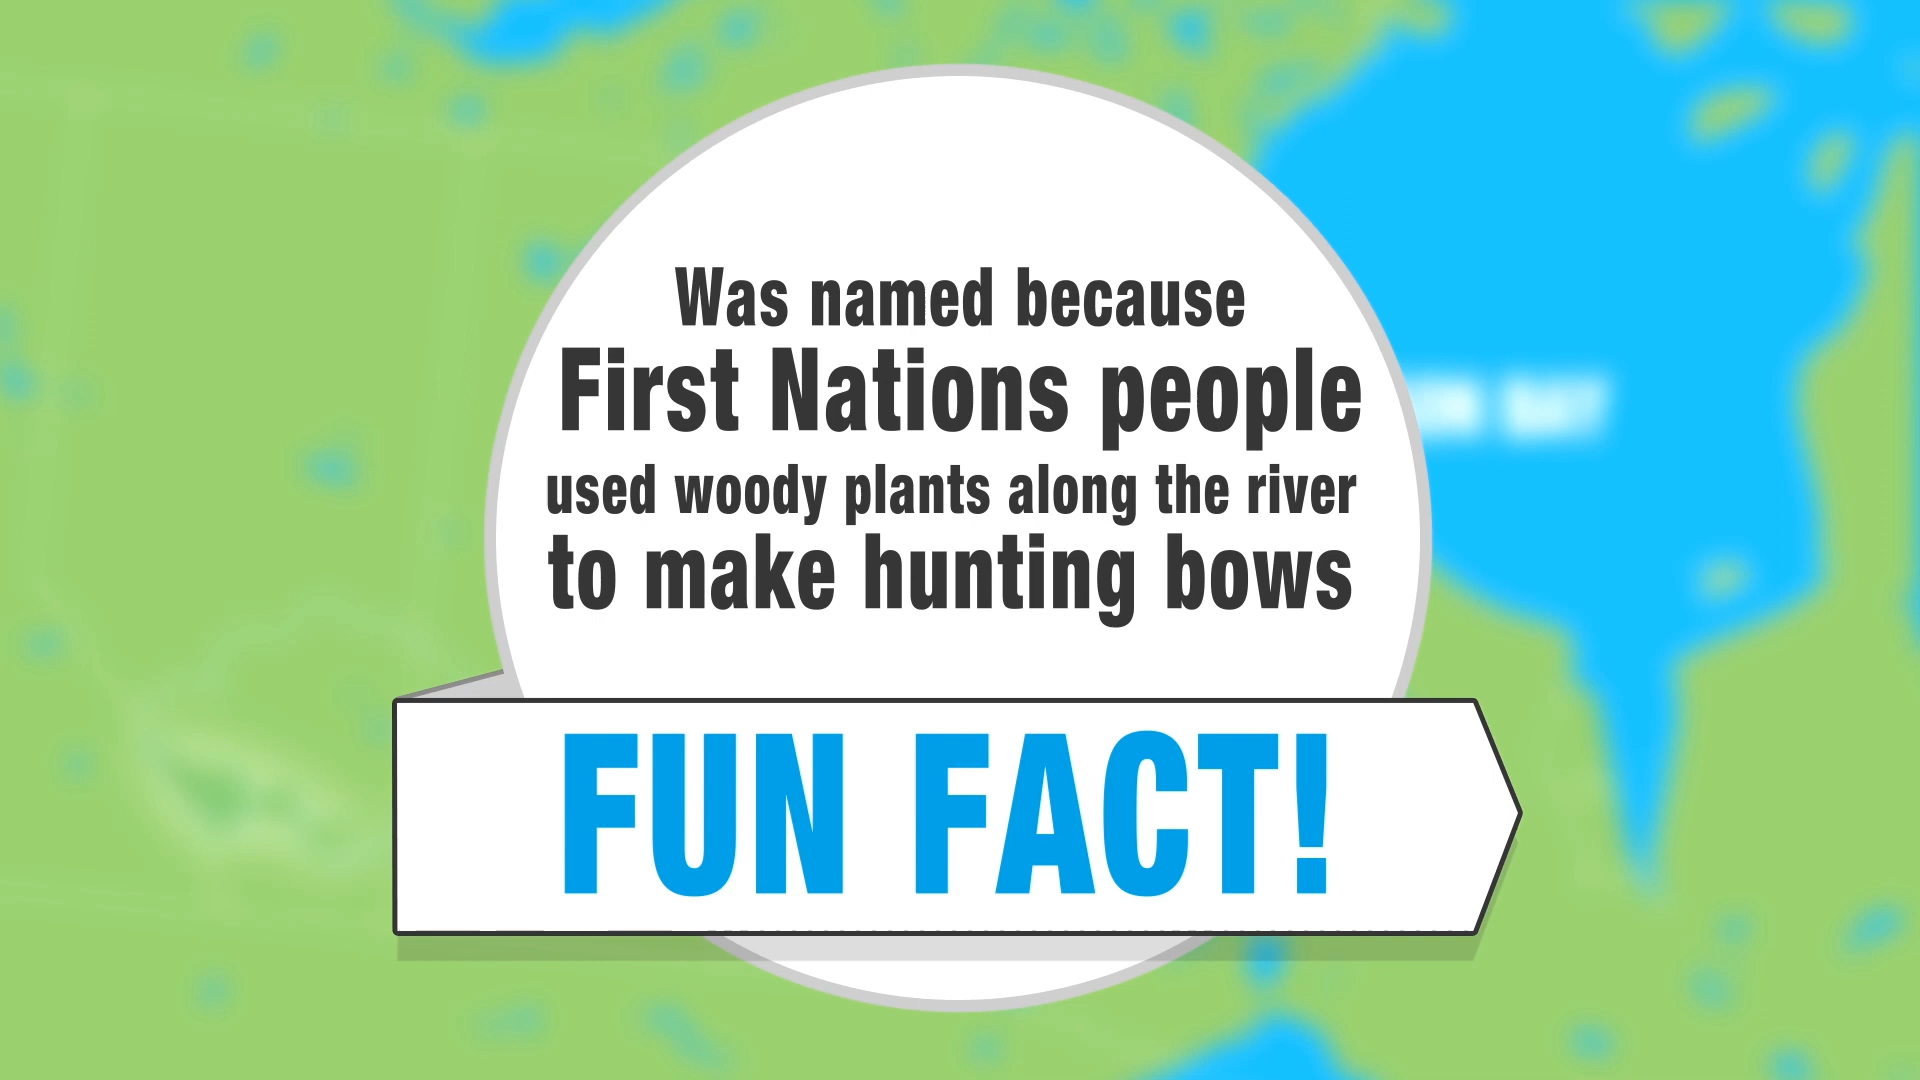 Was named because
First Nations people
used woody plants along the river
to make hunting bows
FUN FACT!